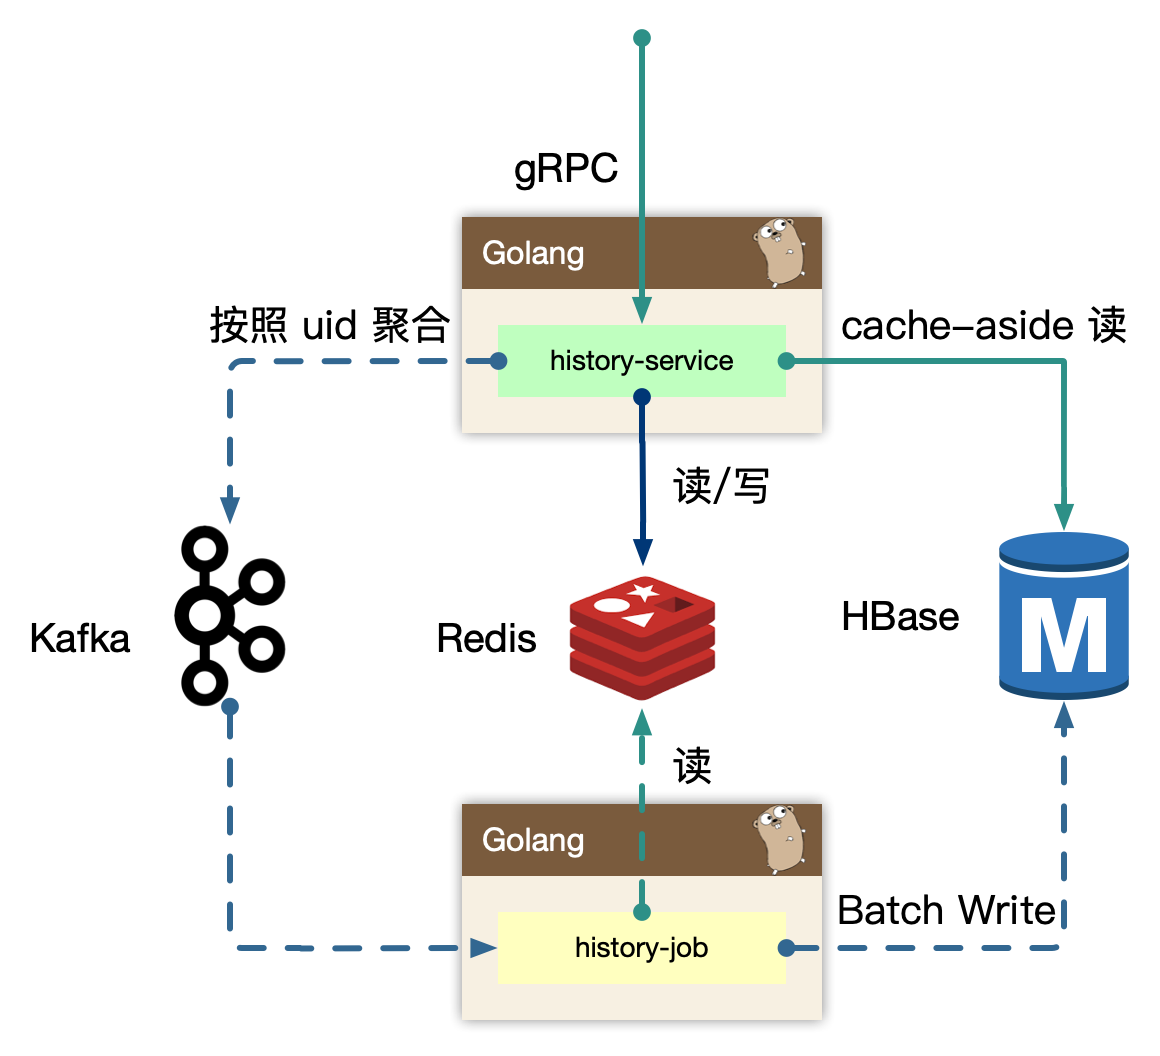 gRPC
Golang
按照 uid 聚合
history-service
cache-aside 读
读/写
Kafka
Redis
HBase
M
读
Golang
Batch Write
history-job